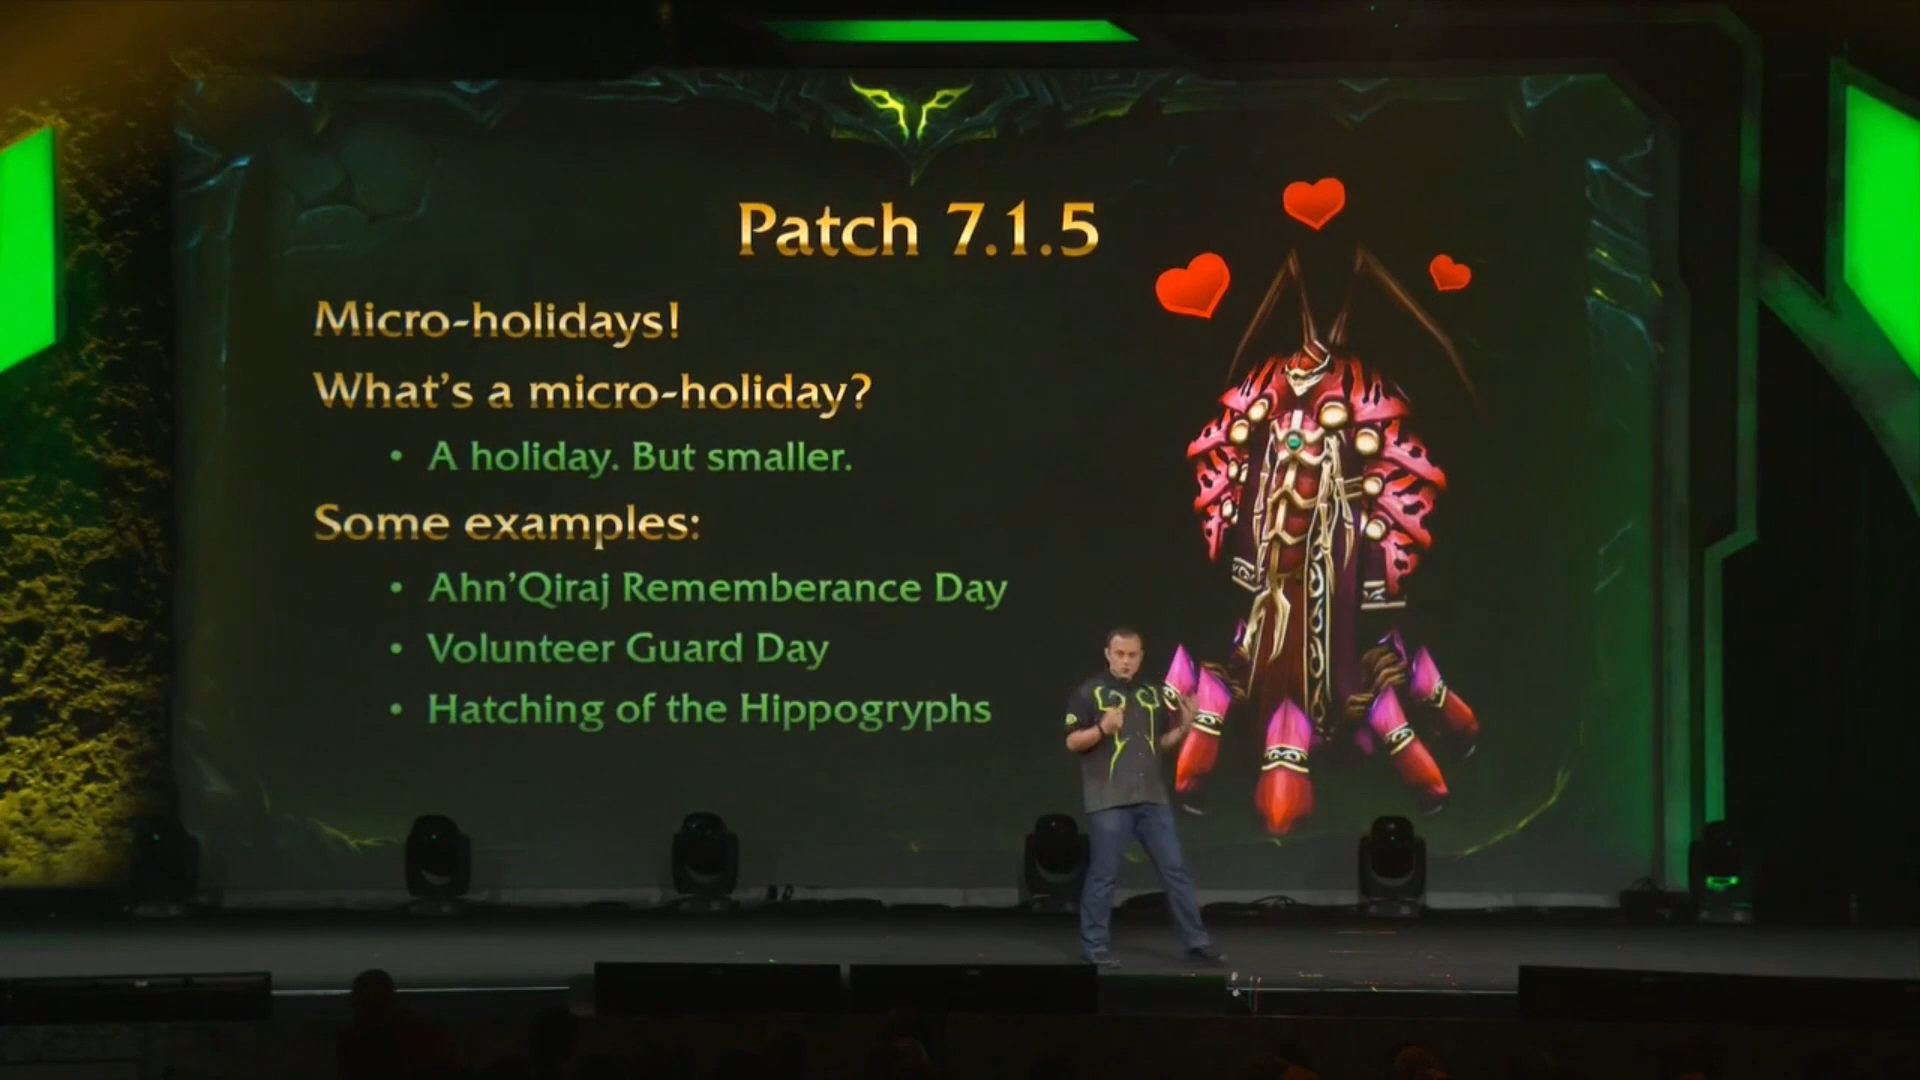 Patch 7.1.5
Micro-holidays!
What's a micro-holiday?
• A holiday. But smaller.
Some examples:
• Ahn'Qiraj Rememberance Day
• Volunteer Guard Day
• Hatching of the Hippogryphs